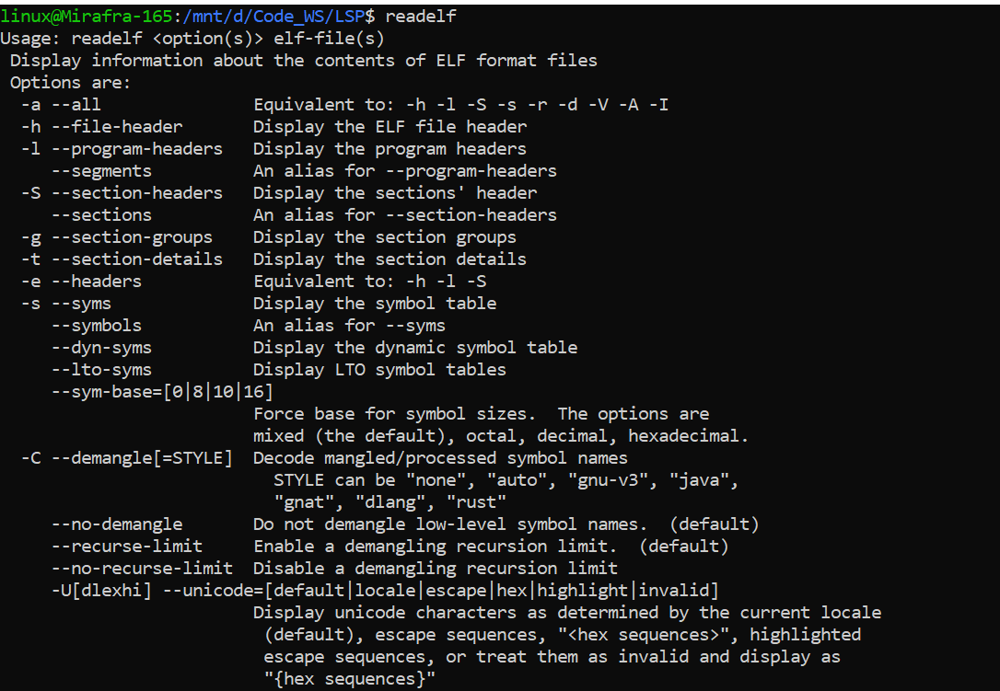 linux@Mirafra-165:/mnt/d/Code_WS/LSP$ readelf
Usage: readelf <option(s)> elf-file(s)
 Display information about the contents of ELF format files
 Options are:
  -a --all               Equivalent to: -h -l -S -s -r -d -V -A -I
  -h --file-header       Display the ELF file header
  -l --program-headers   Display the program headers
     --segments          An alias for --program-headers
  -S --section-headers   Display the sections' header
     --sections          An alias for --section-headers
  -g --section-groups    Display the section groups
  -t --section-details   Display the section details
  -e --headers           Equivalent to: -h -l -S
  -s --syms              Display the symbol table
     --symbols           An alias for --syms
     --dyn-syms          Display the dynamic symbol table
     --lto-syms          Display LTO symbol tables
     --sym-base=[0|8|10|16]
                         Force base for symbol sizes.  The options are
                         mixed (the default), octal, decimal, hexadecimal.
  -C --demangle[=STYLE]  Decode mangled/processed symbol names
                           STYLE can be "none", "auto", "gnu-v3", "java",
                           "gnat", "dlang", "rust"
     --no-demangle       Do not demangle low-level symbol names.  (default)
     --recurse-limit     Enable a demangling recursion limit.  (default)
     --no-recurse-limit  Disable a demangling recursion limit
     -U[dlexhi] --unicode=[default|locale|escape|hex|highlight|invalid]
                         Display unicode characters as determined by the current locale
                          (default), escape sequences, "<hex sequences>", highlighted
                          escape sequences, or treat them as invalid and display as
                          "{hex sequences}"